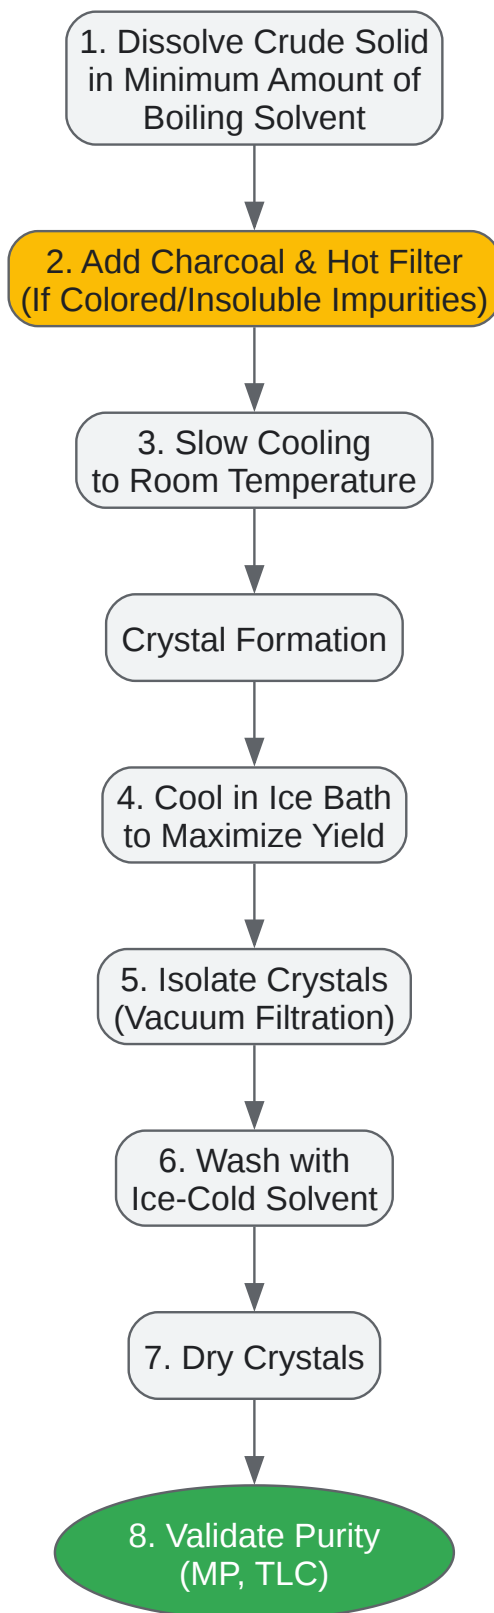 1. Dissolve Crude Solid
in Minimum Amount of
Boiling Solvent
2. Add Charcoal & Hot Filter
(If Colored/Insoluble Impurities)
3. Slow Cooling
to Room Temperature
Crystal Formation
4. Cool in Ice Bath
to Maximize Yield
5. Isolate Crystals
(Vacuum Filtration)
6. Wash with
Ice-Cold Solvent
7. Dry Crystals
8. Validate Purity
(MP, TLC)